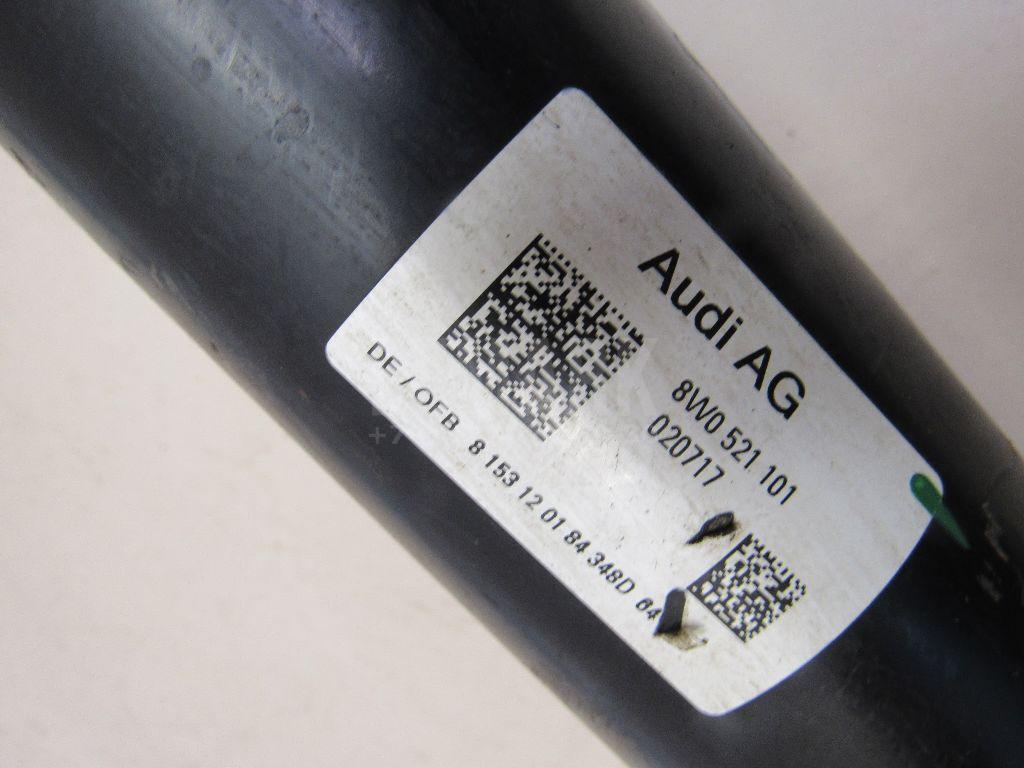 Audi AG
8W0 521 101
020717
DE / OFB 8 153 12 01 84 348D 64